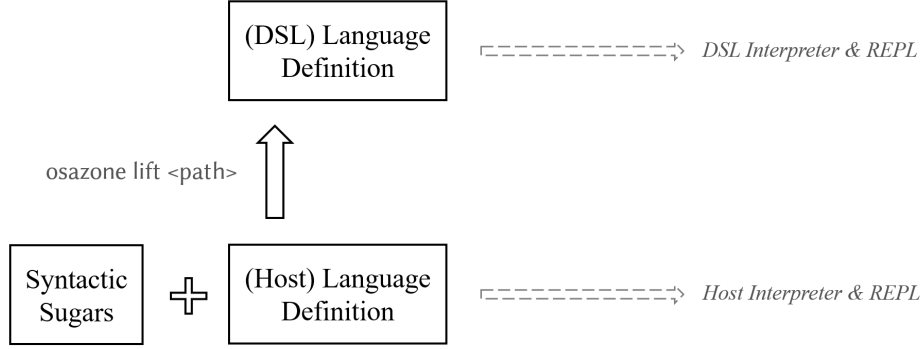 (DSL) Language
Definition
DSL Interpreter & REPL
osazone lift <path>
Syntactic
Sugars
(Host) Language
Definition
Host Interpreter & REPL